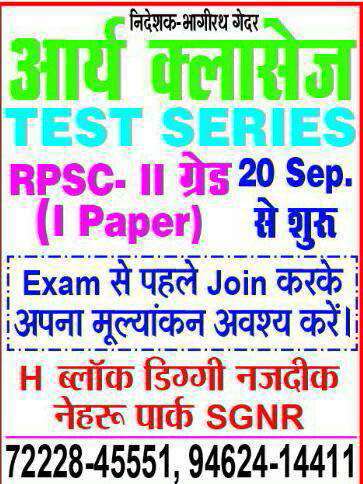 निदेशक-भागीरथ गेदर
आर्य क्लासेज
TEST SERIES
RPSC- II ग्रेड 20 Sep.
(I Paper) से शुरू
Exam से पहले Join करके
अपना मूल्यांकन अवश्य करें।
H ब्लॉक डिग्गी नजदीक
नेहरू पार्क SGNR
72228-45551, 94624-14411